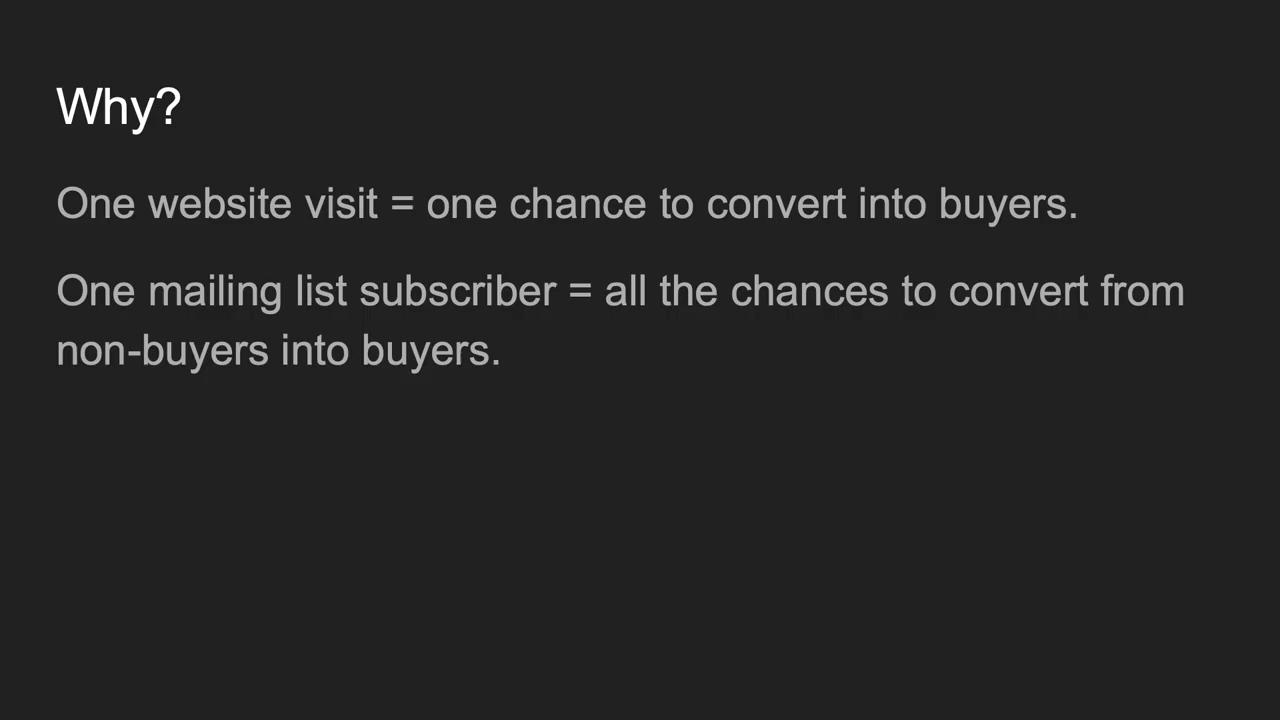 Why?
One website visit = one chance to convert into buyers.
One mailing list subscriber = all the chances to convert from
non-buyers into buyers.